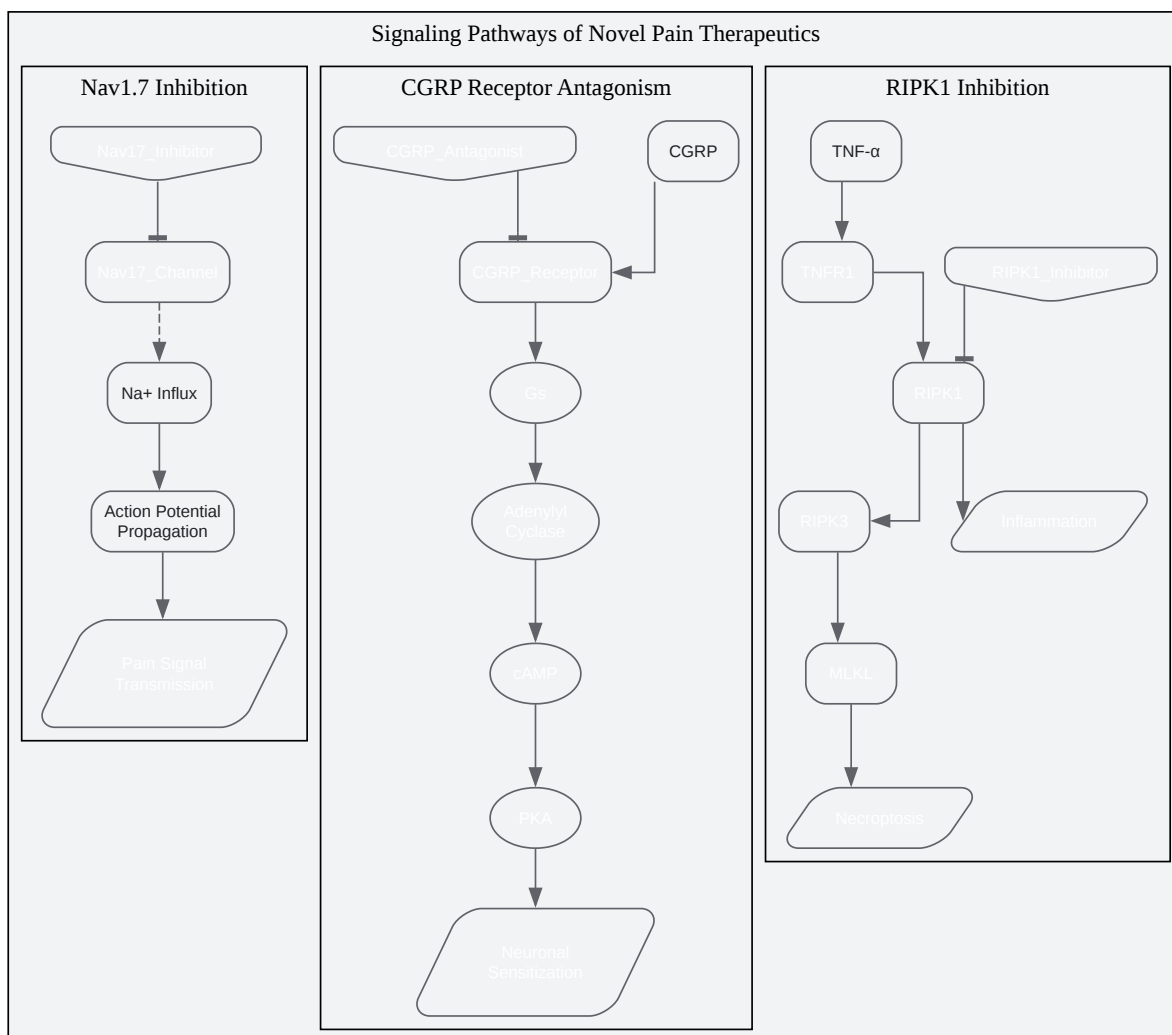 Signaling Pathways of Novel Pain Therapeutics
Nav1.7 Inhibition
Nav17_Inhibitor
Nav17_Channel
Na+ Influx
Action Potential
Propagation
Pain Signal
Transmission
CGRP Receptor Antagonism
CGRP_Antagonist
CGRP
CGRP_Receptor
Gs
Adenylyl
Cyclase
cAMP
PKA
Neuronal
Sensitization
RIPK1 Inhibition
TNF-α
TNFR1
RIPK1_Inhibitor
RIPK1
RIPK3
Inflammation
MLKL
Necroptosis